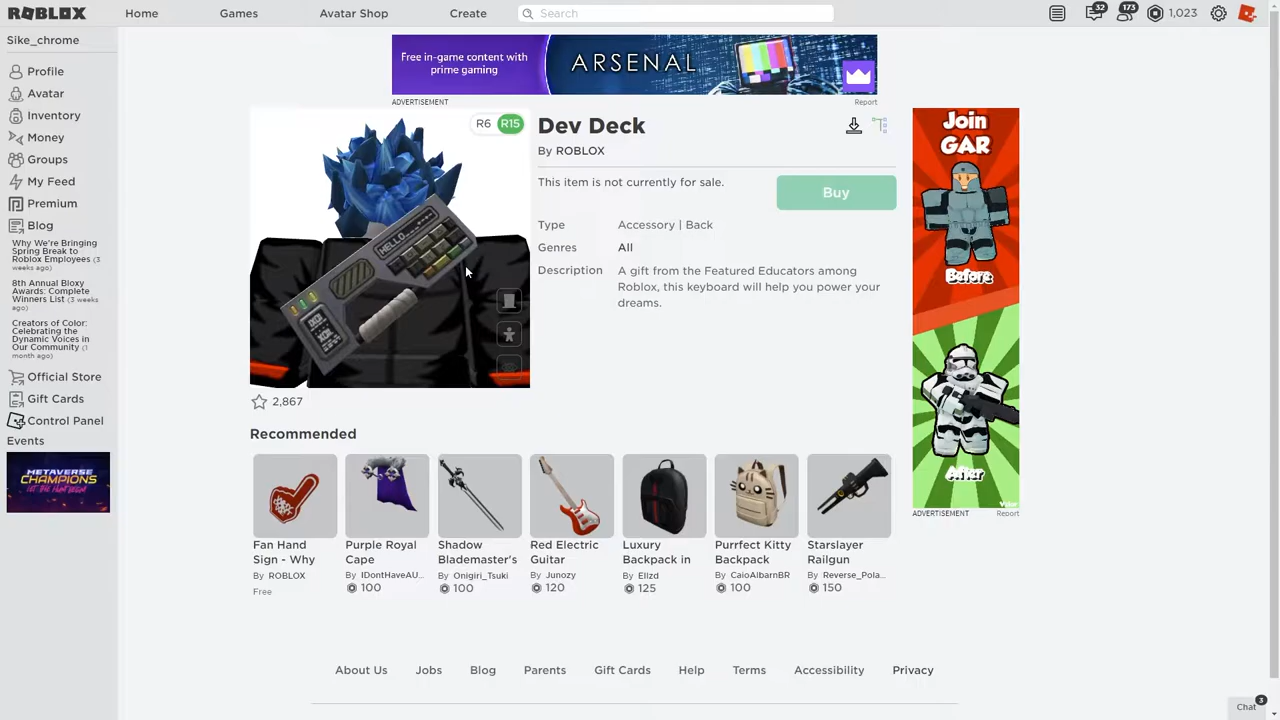 ROBLOX
Home
Games
Avatar Shop
Create
Search
32
173
1,023
Sike_chrome
Profile
Avatar
Inventory
Money
Groups
My Feed
Premium
Blog
Why We're Bringing
Spring Break to
Roblox Employees (3
weeks ago)
8th Annual Bloxy
Awards: Complete
Winners List (3 weeks
ago)
Creators of Color:
Celebrating the
Dynamic Voices in
Our Community (1
month ago)
Official Store
Gift Cards
Control Panel
Events
METAVERSE
CHAMPIONS
Free in-game content with
prime gaming
ARSENAL
ADVERTISEMENT
Report
R6
R15
HELLO
2,867
Dev Deck
By ROBLOX
This item is not currently for sale.
Buy
Type
Accessory | Back
Genres
All
Description
A gift from the Featured Educators among
Roblox, this keyboard will help you power your
dreams.
Join
GAR
Before
After
ADVERTISEMENT
Report
Recommended
Fan Hand
Sign - Why
By ROBLOX
Free
Purple Royal
Cape
By IDontHaveAU...
100
Shadow
Blademaster's
By Onigiri_Tsuki
100
Red Electric
Guitar
By Junozy
120
Luxury
Backpack in
By Ellzd
125
Purrfect Kitty
Backpack
By CaioAlbarnBR
100
Starslayer
Railgun
By Reverse_Pola...
150
About Us
Jobs
Blog
Parents
Gift Cards
Help
Terms
Accessibility
Privacy
Chat
3